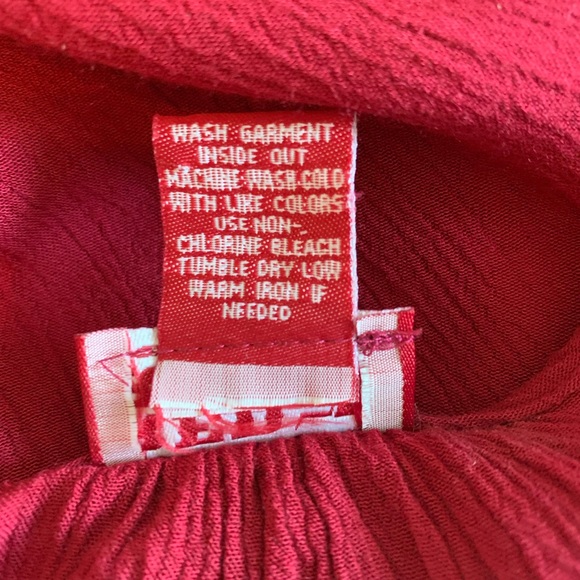 WASH GARMENT
INSIDE OUT
MACHINE WASH COLD
WITH LIKE COLORS
USE NON-
CHLORINE BLEACH
TUMBLE DRY LOW
WARM IRON IF
NEEDED